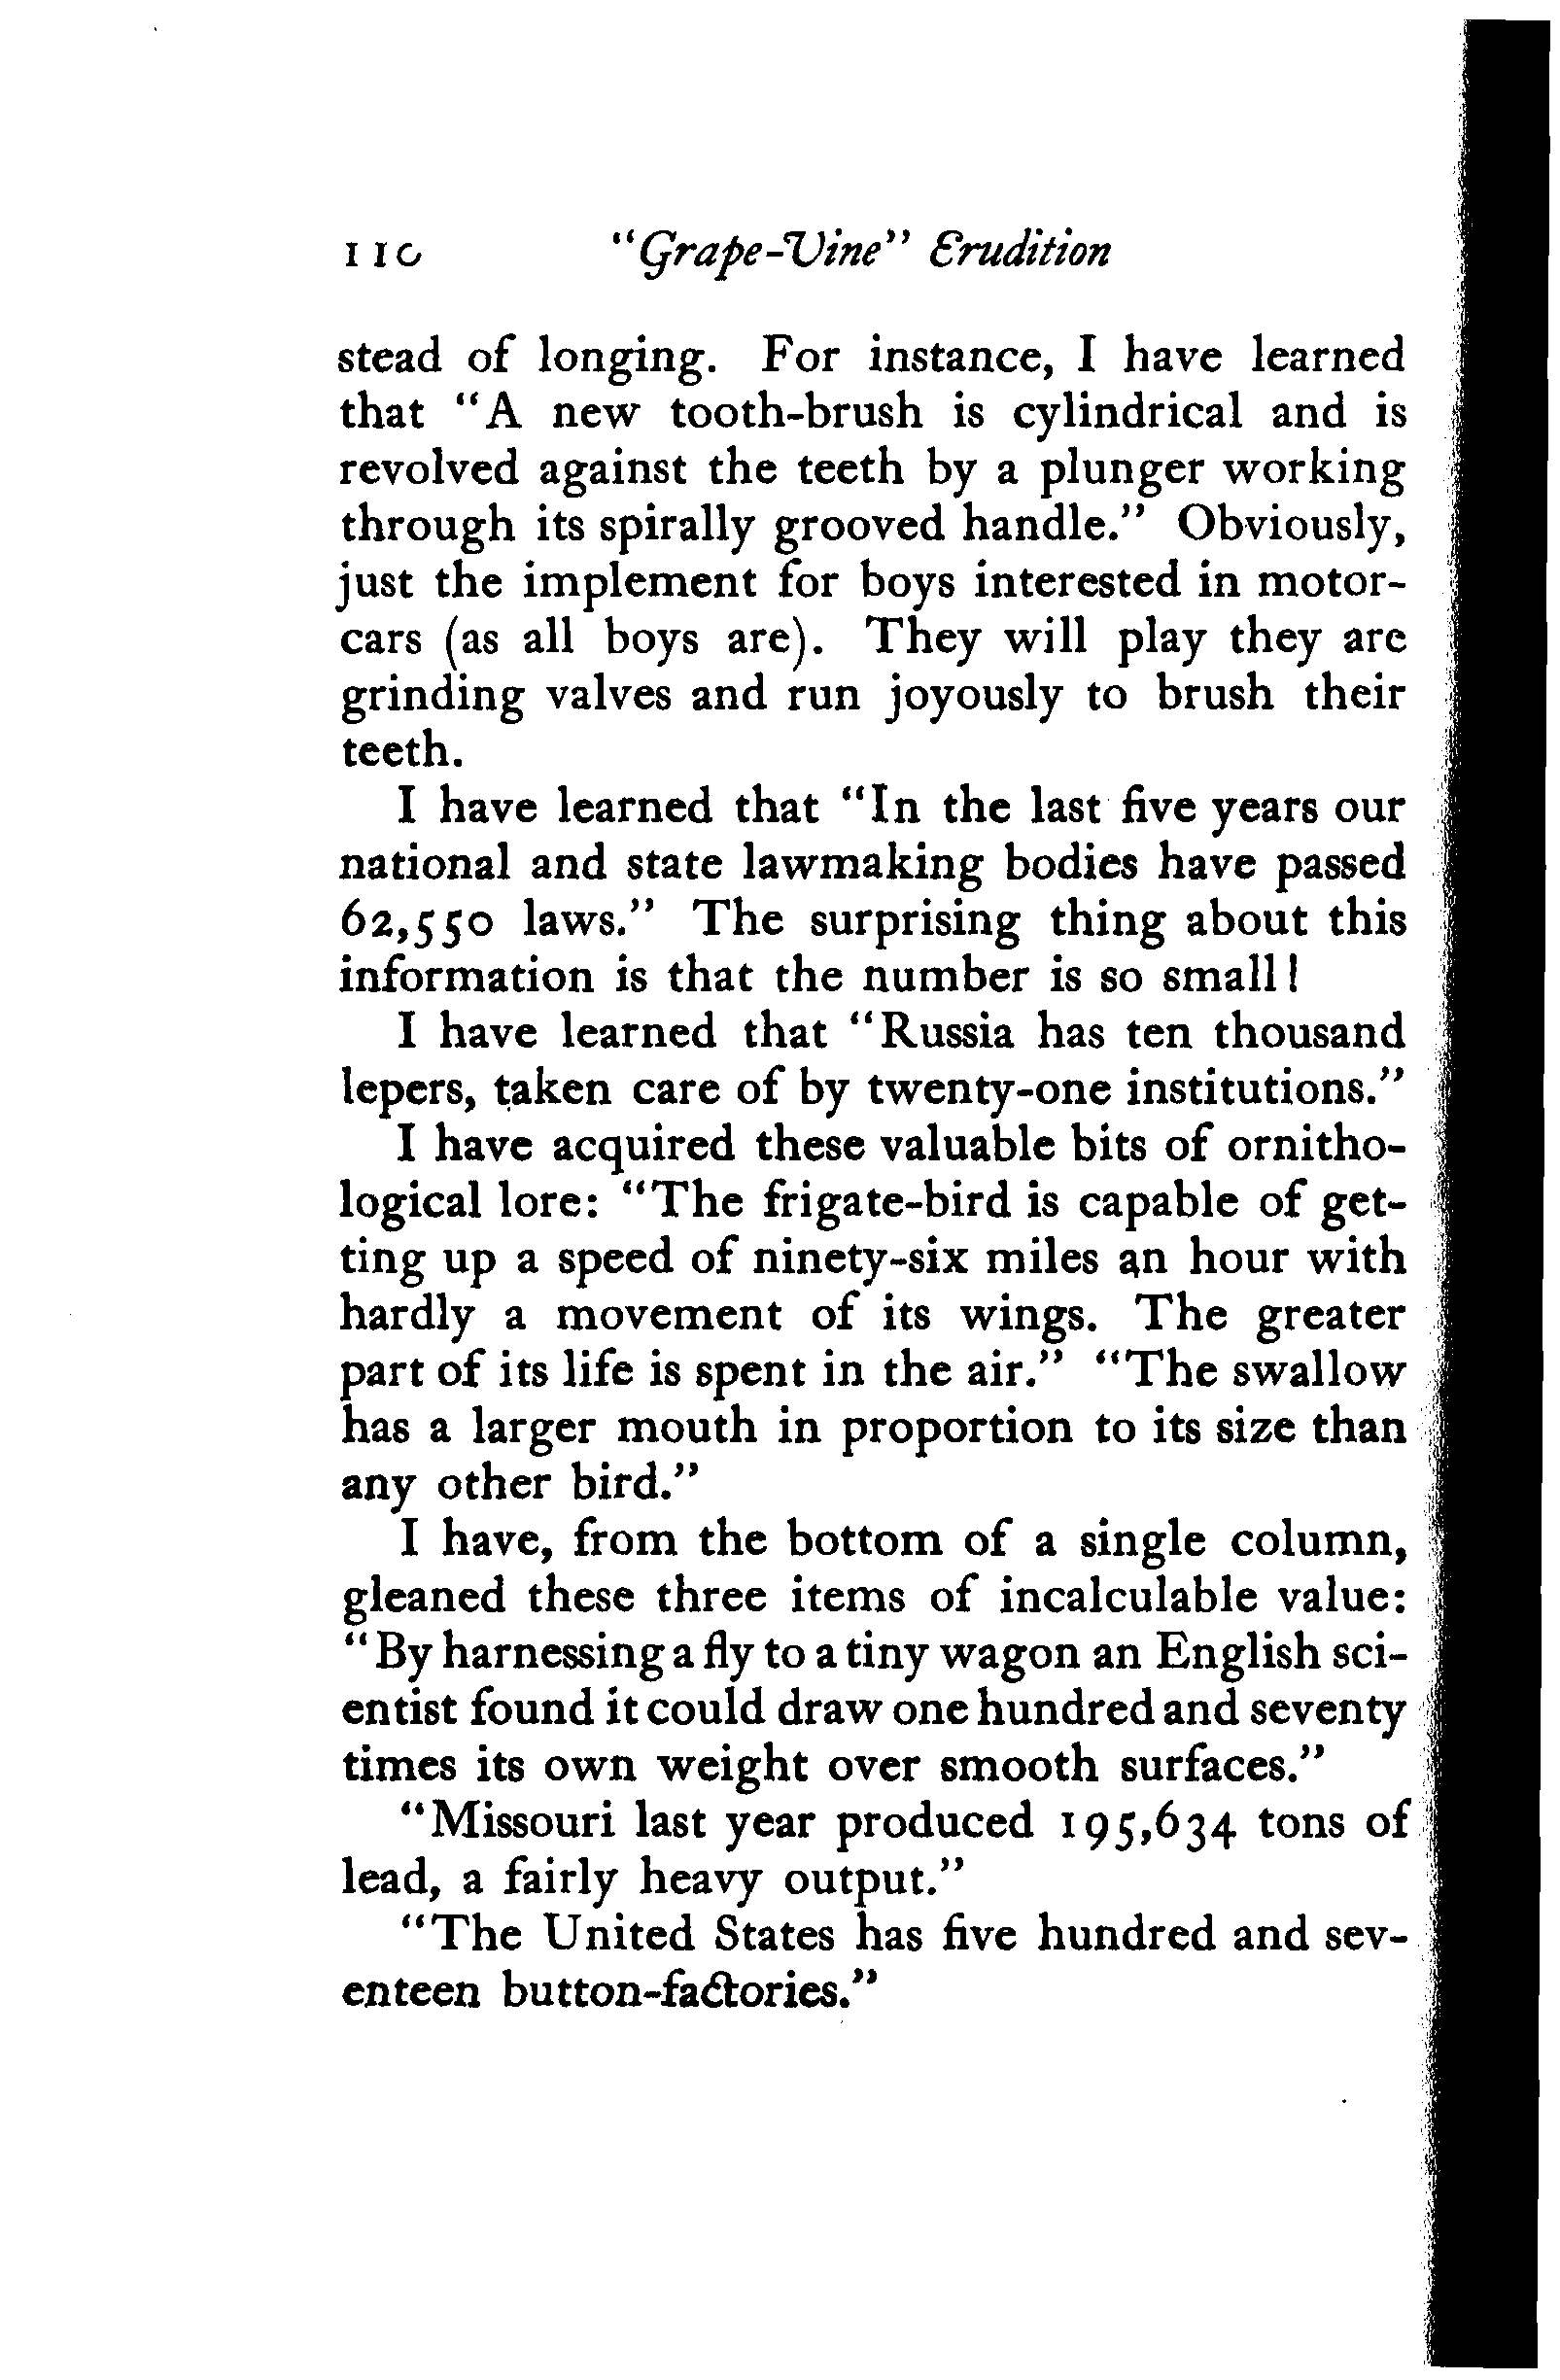 110 "Grape-Vine" Erudition
stead of longing. For instance, I have learned
that "A new tooth-brush is cylindrical and is
revolved against the teeth by a plunger working
through its spirally grooved handle." Obviously,
just the implement for boys interested in motor-
cars (as all boys are). They will play they are
grinding valves and run joyously to brush their
teeth.
I have learned that "In the last five years our
national and state lawmaking bodies have passed
62,550 laws." The surprising thing about this
information is that the number is so small!
I have learned that "Russia has ten thousand
lepers, taken care of by twenty-one institutions."
I have acquired these valuable bits of ornitho-
logical lore: "The frigate-bird is capable of get-
ting up a speed of ninety-six miles an hour with
hardly a movement of its wings. The greater
part of its life is spent in the air." "The swallow
has a larger mouth in proportion to its size than
any other bird."
I have, from the bottom of a single column,
gleaned these three items of incalculable value:
"By harnessing a fly to a tiny wagon an English sci-
entist found it could draw one hundred and seventy
times its own weight over smooth surfaces."
"Missouri last year produced 195,634 tons of
lead, a fairly heavy output."
"The United States has five hundred and sev-
enteen button-factories."